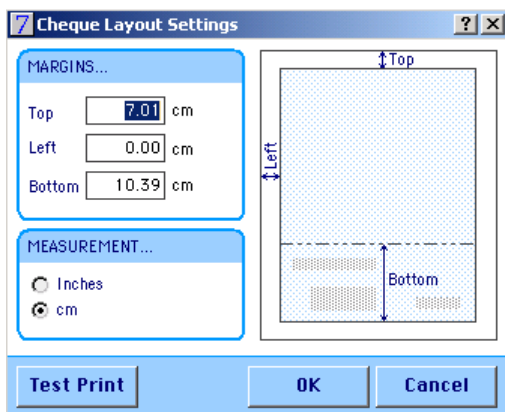 7 Cheque Layout Settings ? X
MARGINS...
Top 7.01 cm
Left 0.00 cm
Bottom 10.39 cm
MEASUREMENT...
Inches
cm
Top
Left
Bottom
Test Print OK Cancel